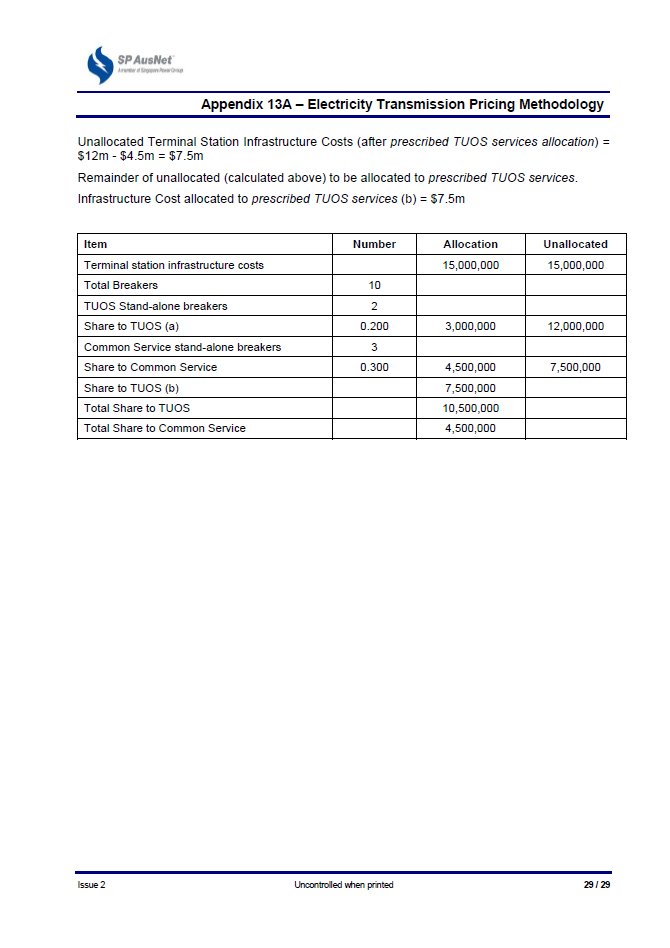 SP AusNet
A member of Singapore Power Group
Appendix 13A – Electricity Transmission Pricing Methodology
Unallocated Terminal Station Infrastructure Costs (after prescribed TUOS services allocation) =
$12m - $4.5m = $7.5m
Remainder of unallocated (calculated above) to be allocated to prescribed TUOS services.
Infrastructure Cost allocated to prescribed TUOS services (b) = $7.5m
Item Number Allocation Unallocated
Terminal station infrastructure costs 15,000,000 15,000,000
Total Breakers 10
TUOS Stand-alone breakers 2
Share to TUOS (a) 0.200 3,000,000 12,000,000
Common Service stand-alone breakers 3
Share to Common Service 0.300 4,500,000 7,500,000
Share to TUOS (b) 7,500,000
Total Share to TUOS 10,500,000
Total Share to Common Service 4,500,000
Issue 2 Uncontrolled when printed 29 / 29